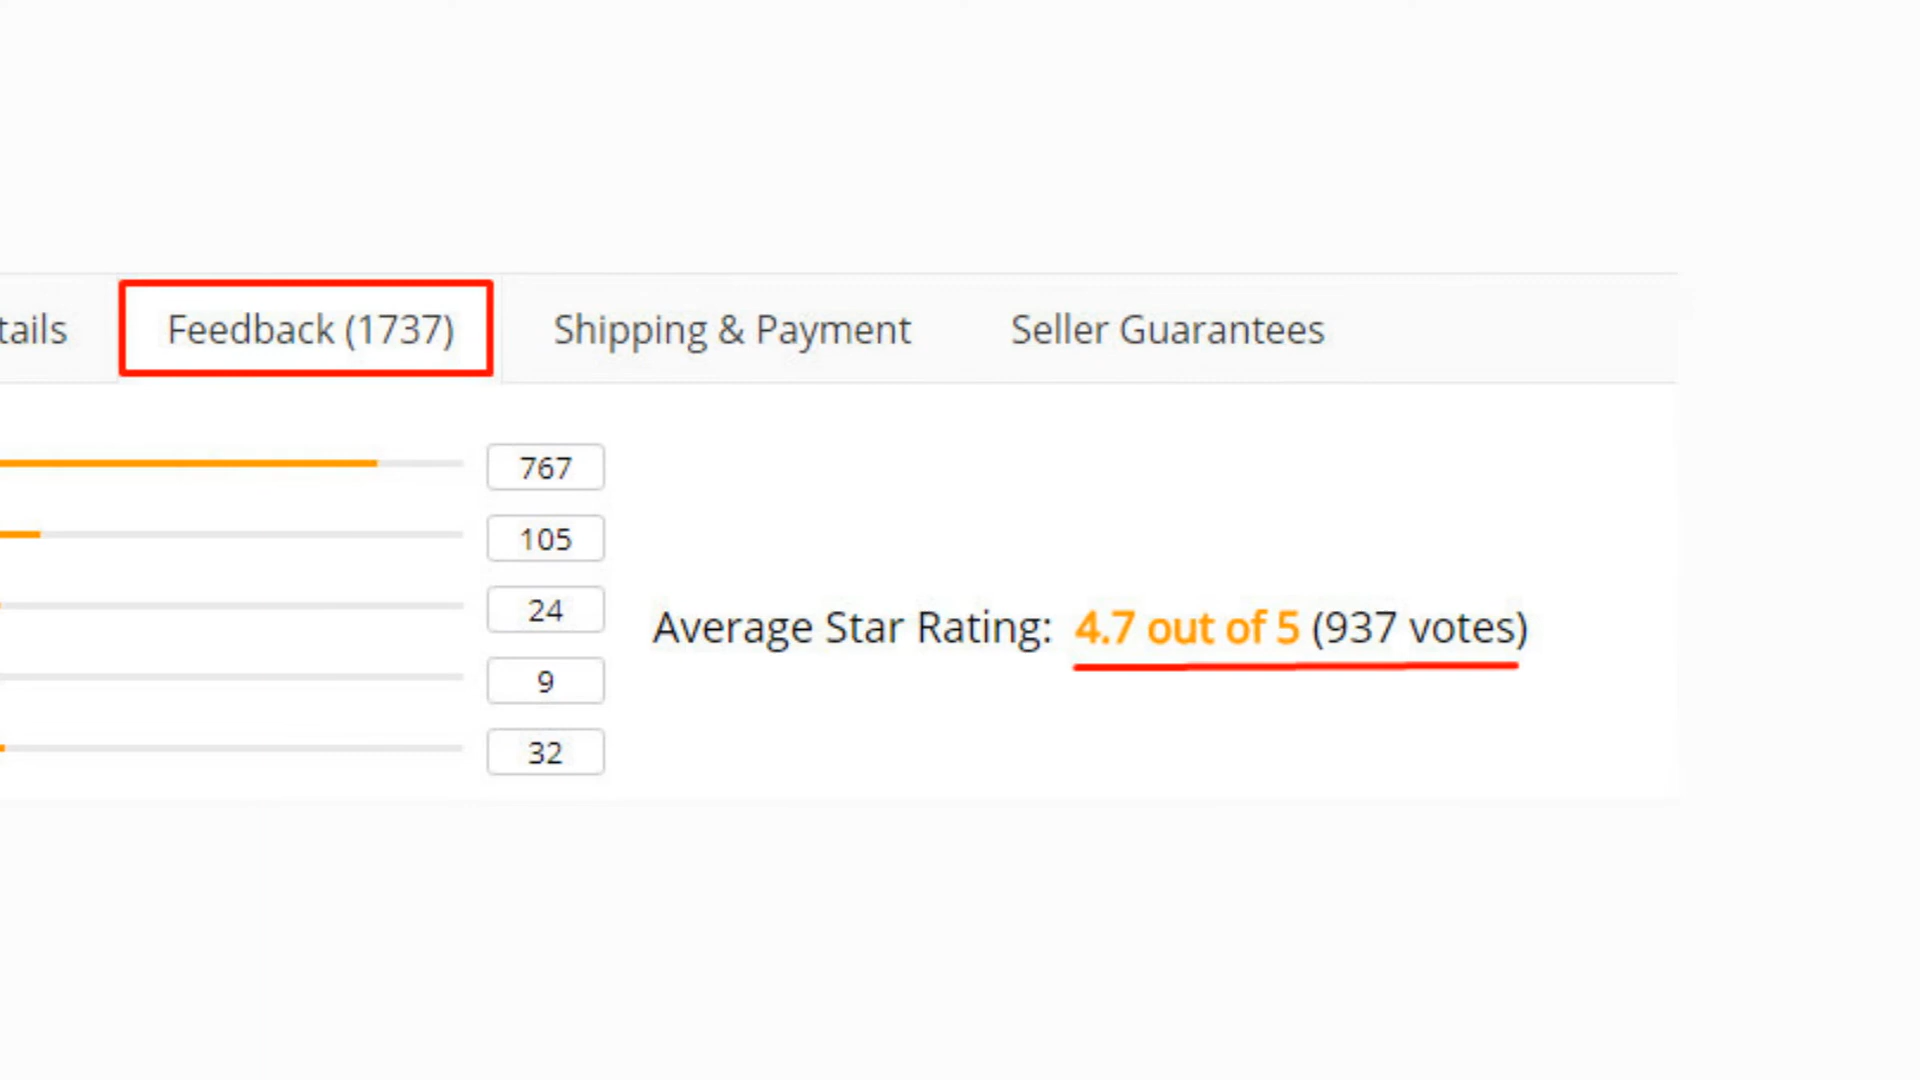 tails Feedback (1737) Shipping & Payment Seller Guarantees
767
105
24
Average Star Rating: 4.7 out of 5 (937 votes)
9
32